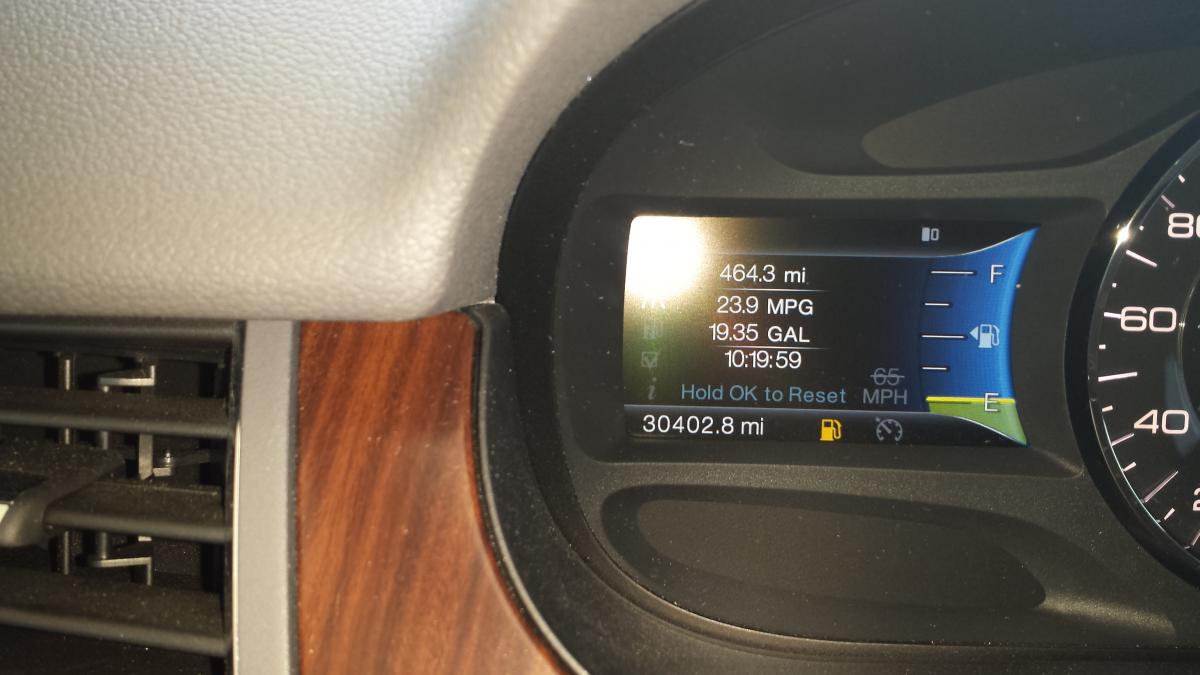 464.3 mi
23.9 MPG
19.35 GAL
10:19:59
Hold OK to Reset
65
MPH
30402.8 mi
F
E
80
60
40
2